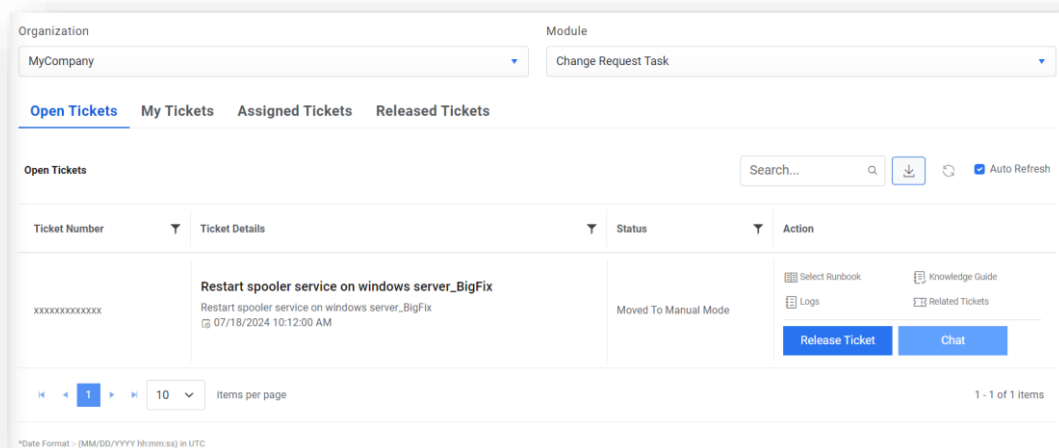 Organization
Module
MyCompany
Change Request Task
Open Tickets My Tickets Assigned Tickets Released Tickets
Open Tickets
Search...
Auto Refresh
Ticket Number
Ticket Details
Status
Action
xxxxxxxxxxxxx
Restart spooler service on windows server_BigFix
Restart spooler service on windows server_BigFix
07/18/2024 10:12:00 AM
Moved To Manual Mode
Select Runbook
Knowledge Guide
Logs
Related Tickets
Release Ticket
Chat
1
10
items per page
1 - 1 of 1 items
*Date Format :- (MM/DD/YYYY hh:mm:ss) in UTC